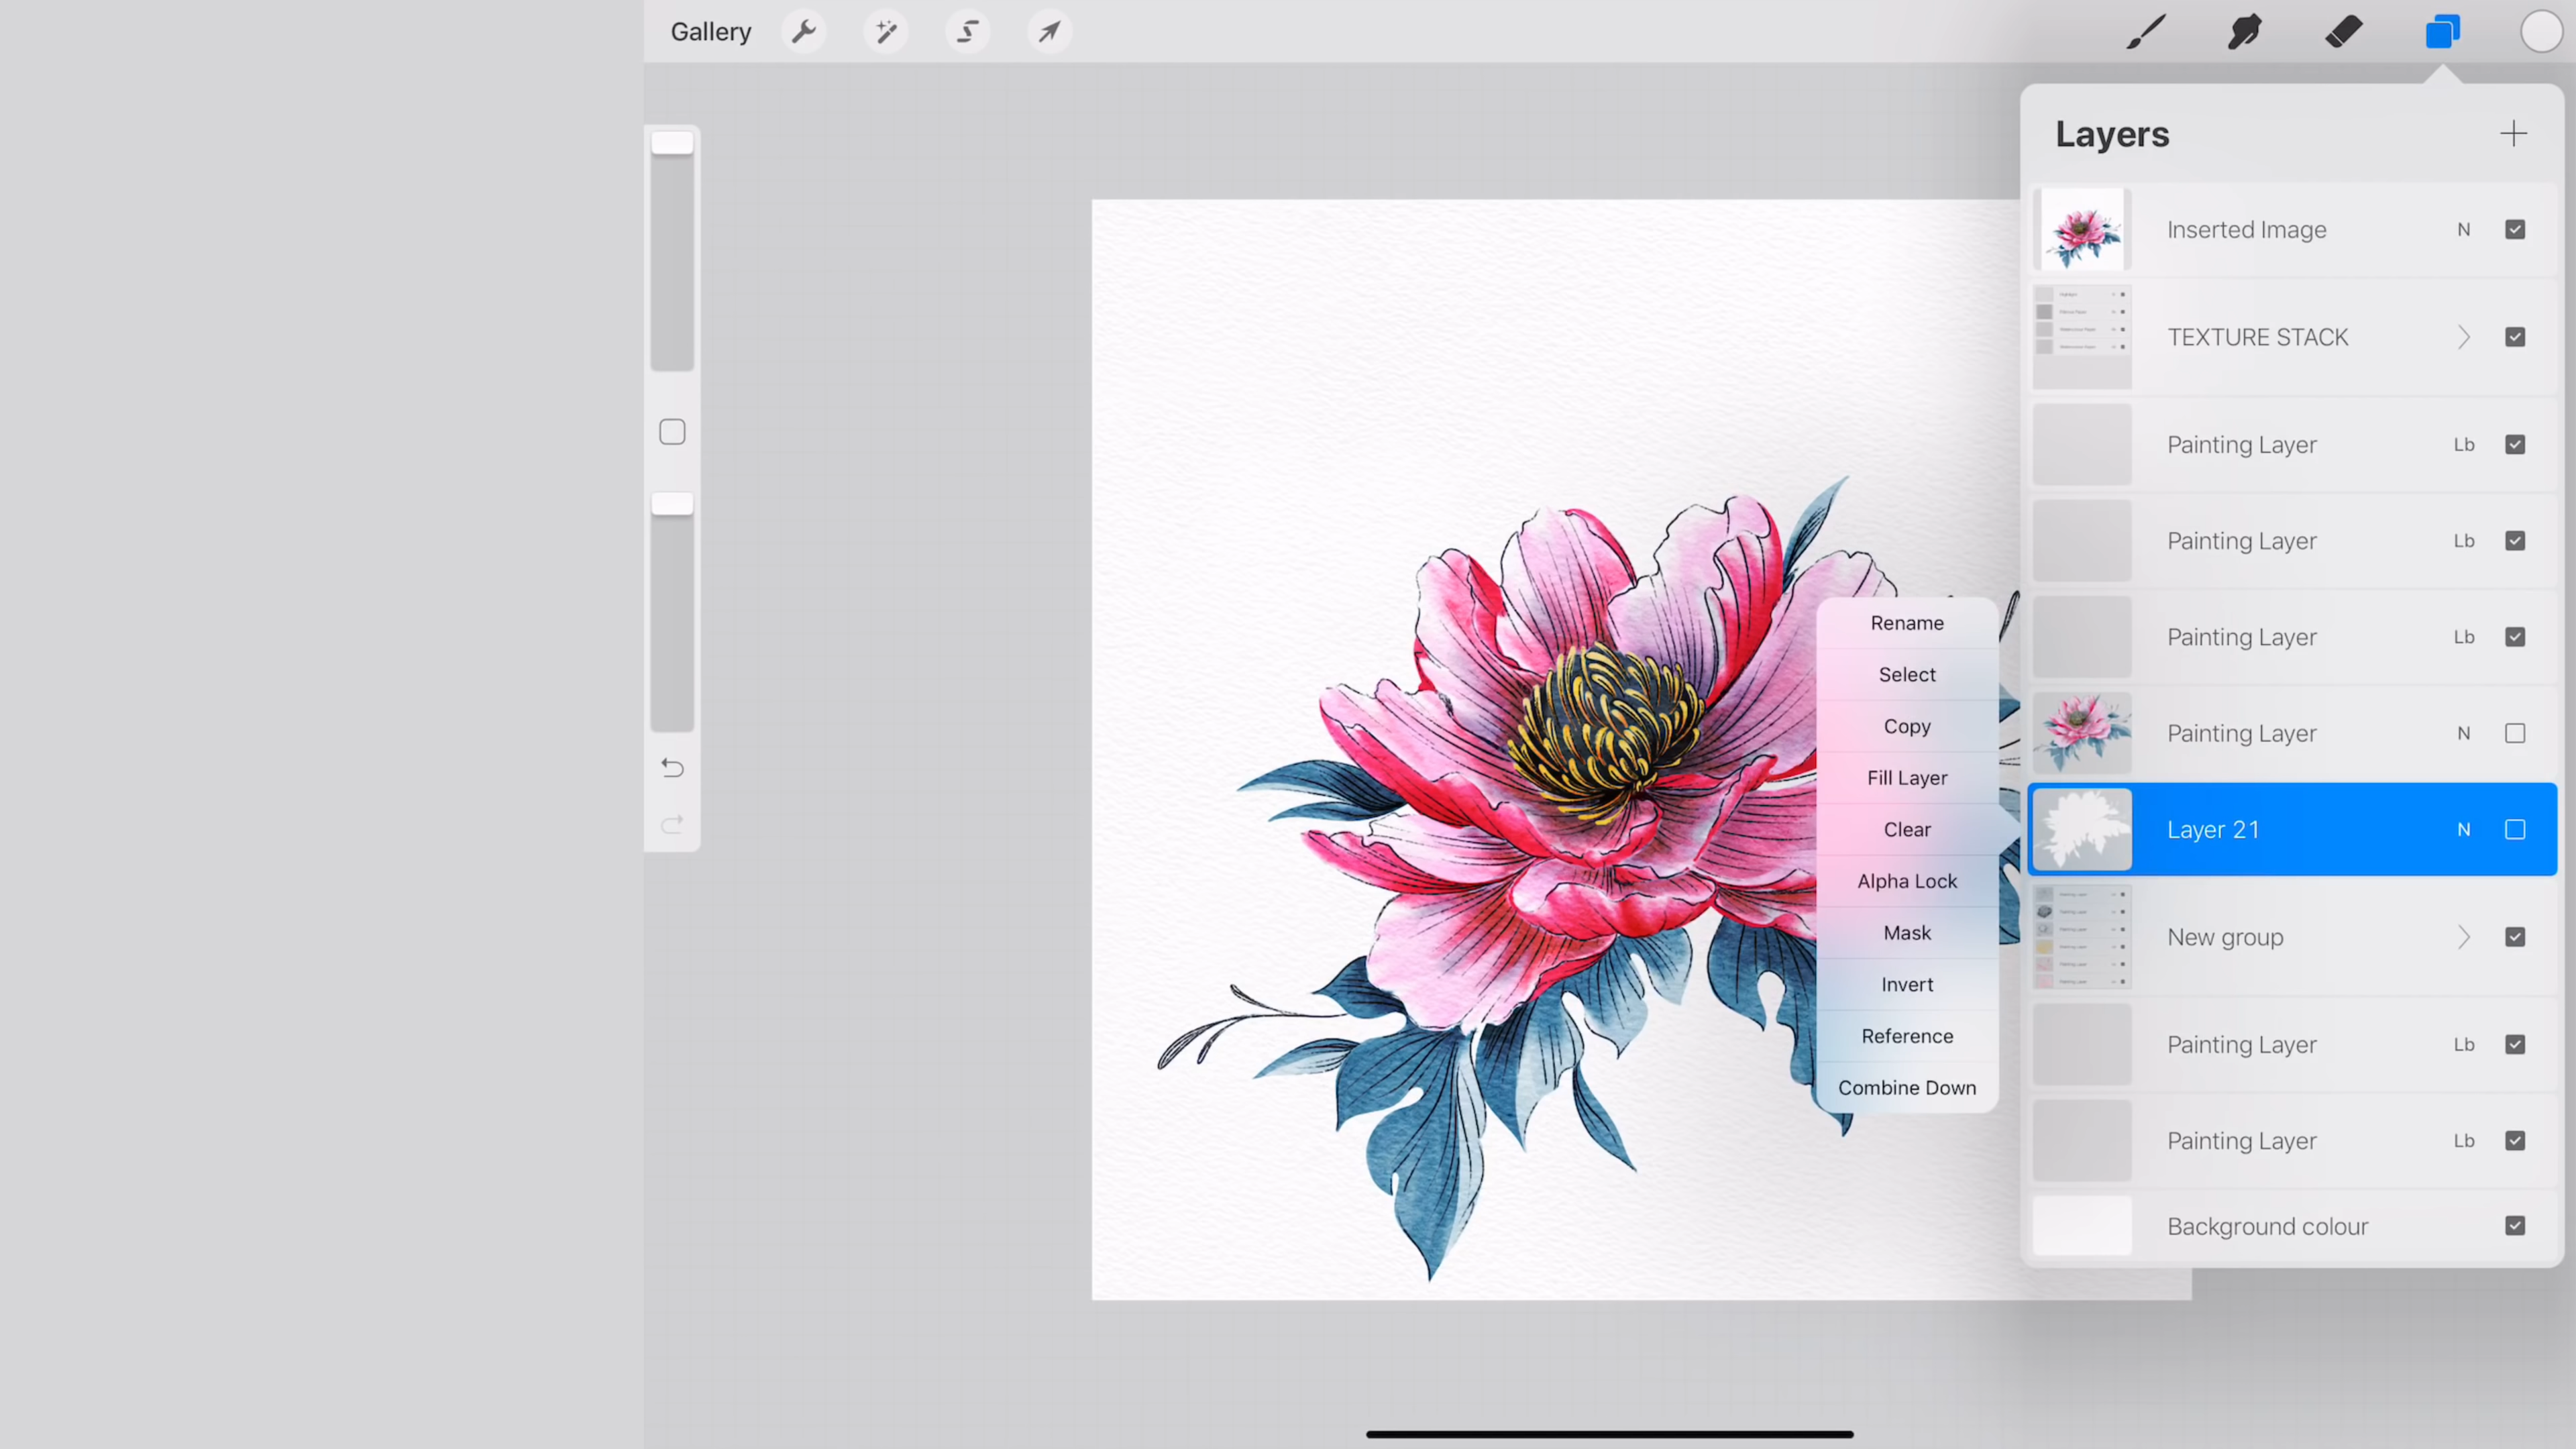 Gallery
Layers
Inserted Image N
TEXTURE STACK
Painting Layer Lb
Painting Layer Lb
Painting Layer Lb
Painting Layer N
Layer 21 N
New group
Painting Layer Lb
Painting Layer Lb
Background colour
Rename
Select
Copy
Fill Layer
Clear
Alpha Lock
Mask
Invert
Reference
Combine Down